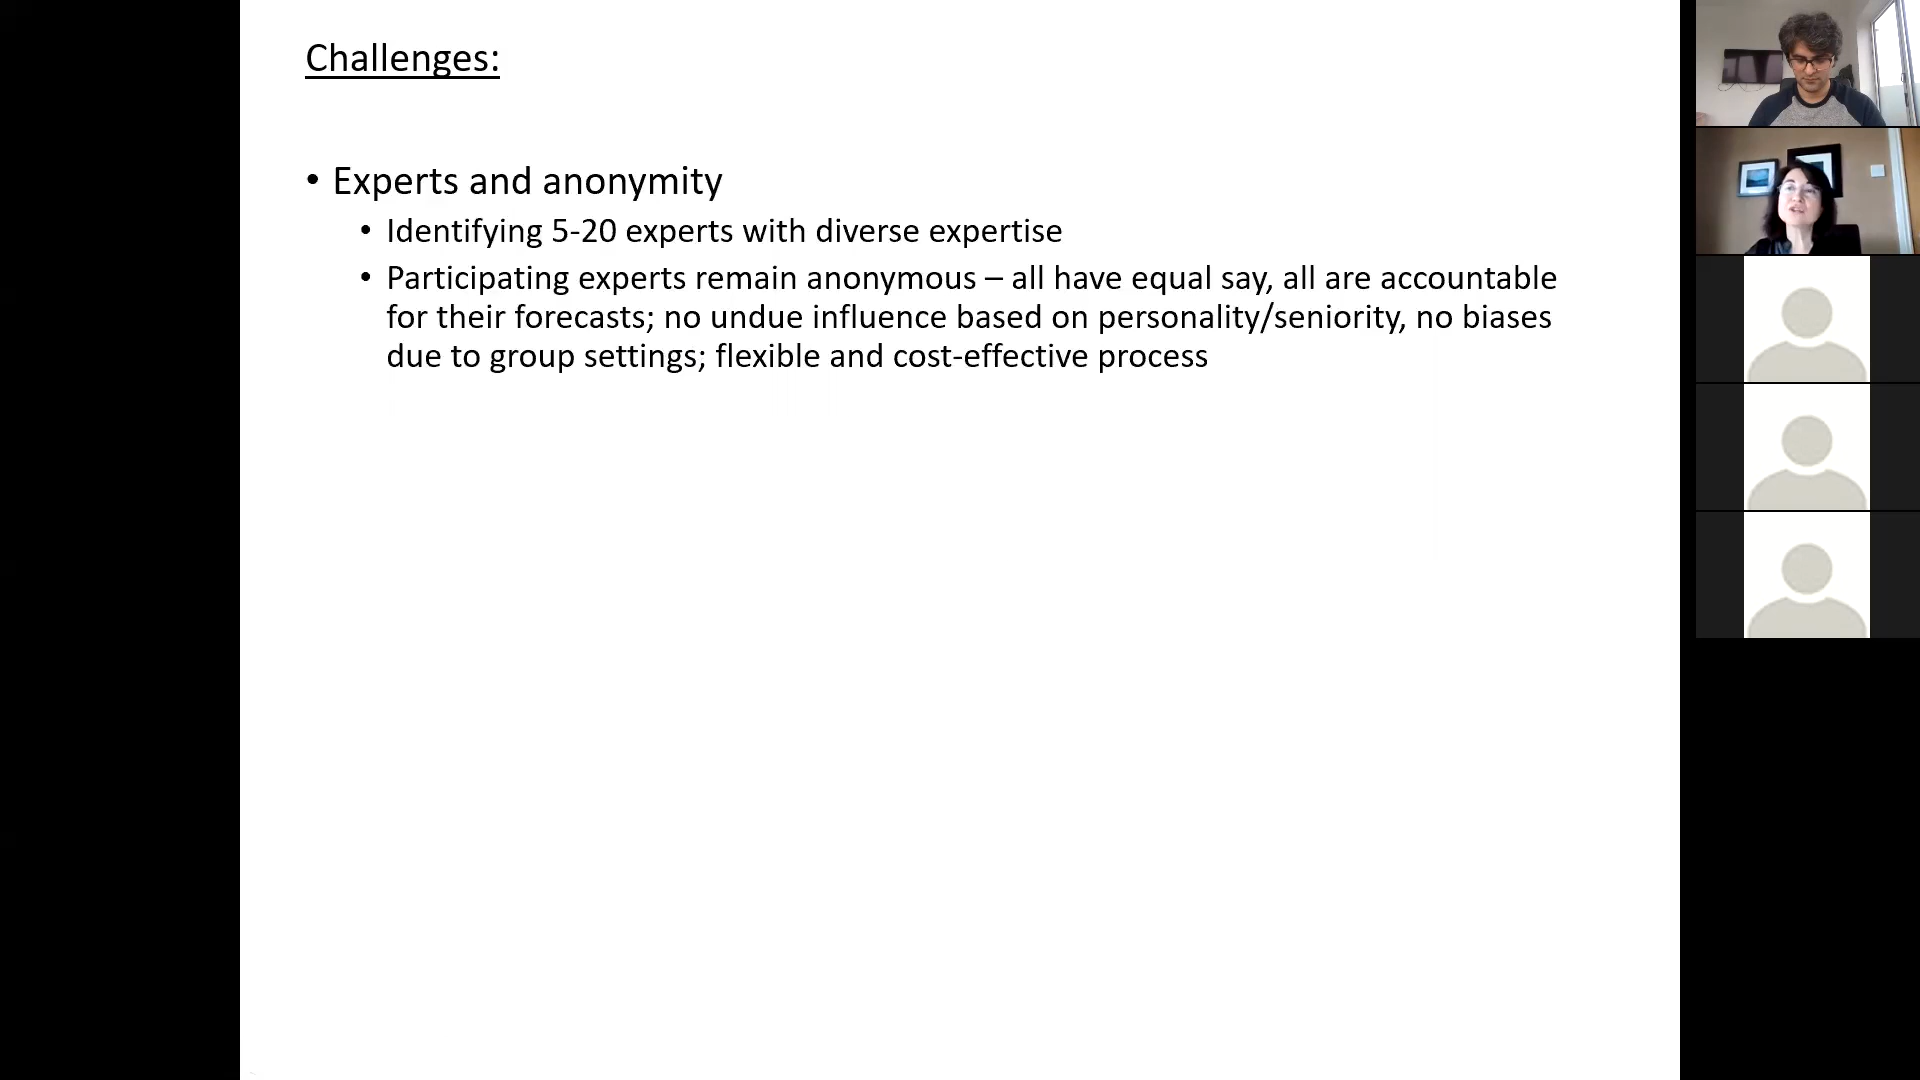 Challenges:
• Experts and anonymity
• Identifying 5-20 experts with diverse expertise
• Participating experts remain anonymous – all have equal say, all are accountable
for their forecasts; no undue influence based on personality/seniority, no biases
due to group settings; flexible and cost-effective process